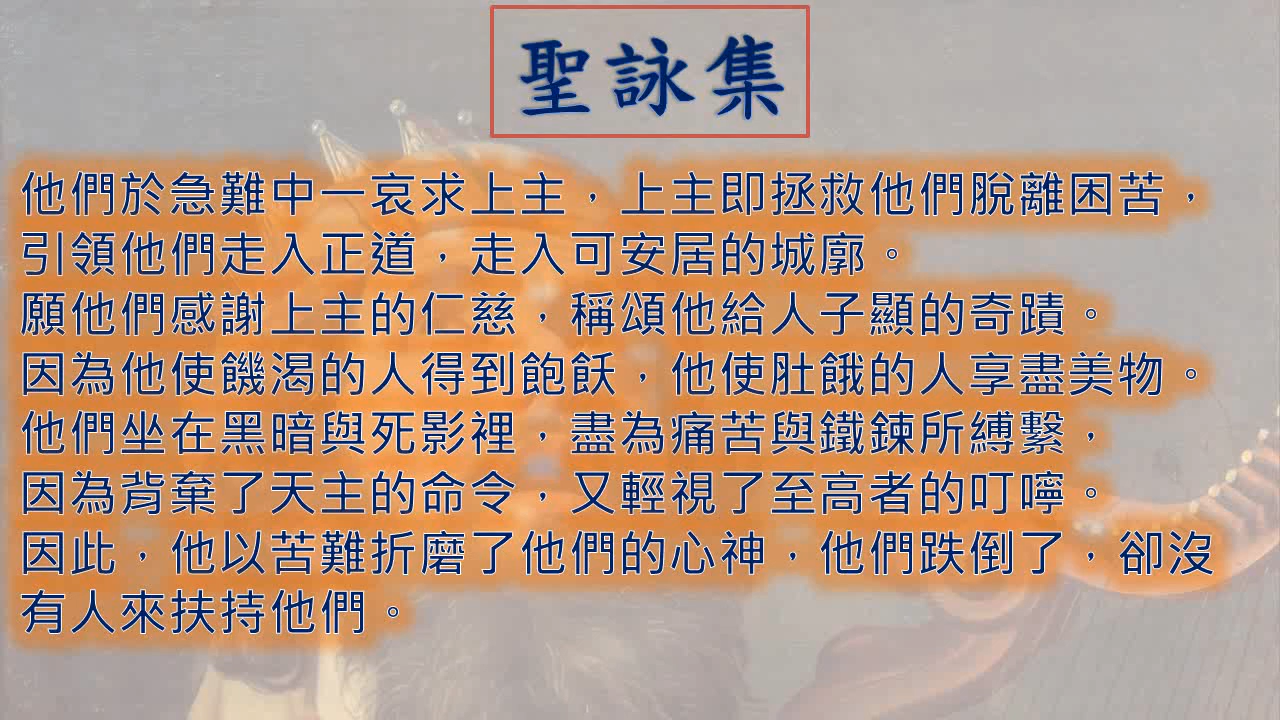 聖詠集
他們於急難中一哀求上主，上主即拯救他們脫離困苦，
引領他們走入正道，走入可安居的城廓。
願他們感謝上主的仁慈，稱頌他給人子顯的奇蹟。
因為他使饑渴的人得到飽飫，他使肚餓的人享盡美物。
他們坐在黑暗與死影裡，盡為痛苦與鐵鍊所縛繫，
因為背棄了天主的命令，又輕視了至高者的叮嚀。
因此，他以苦難折磨了他們的心神，他們跌倒了，卻沒
有人來扶持他們。